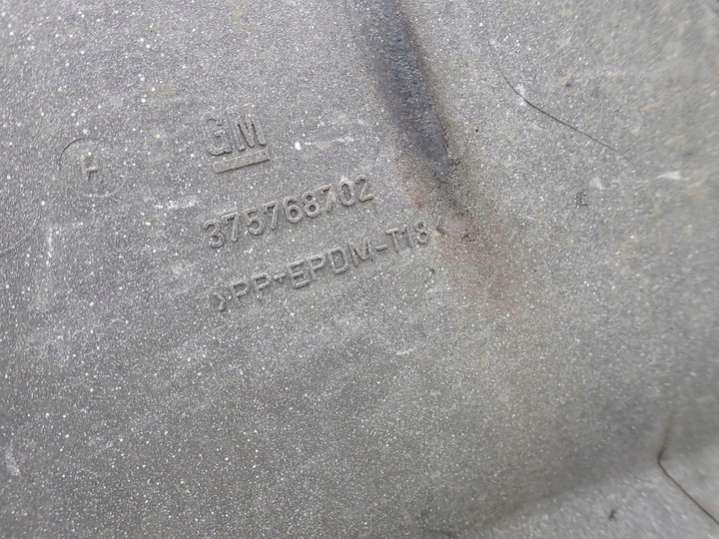 GM
H
375768702
>PP+EPDM-T18<